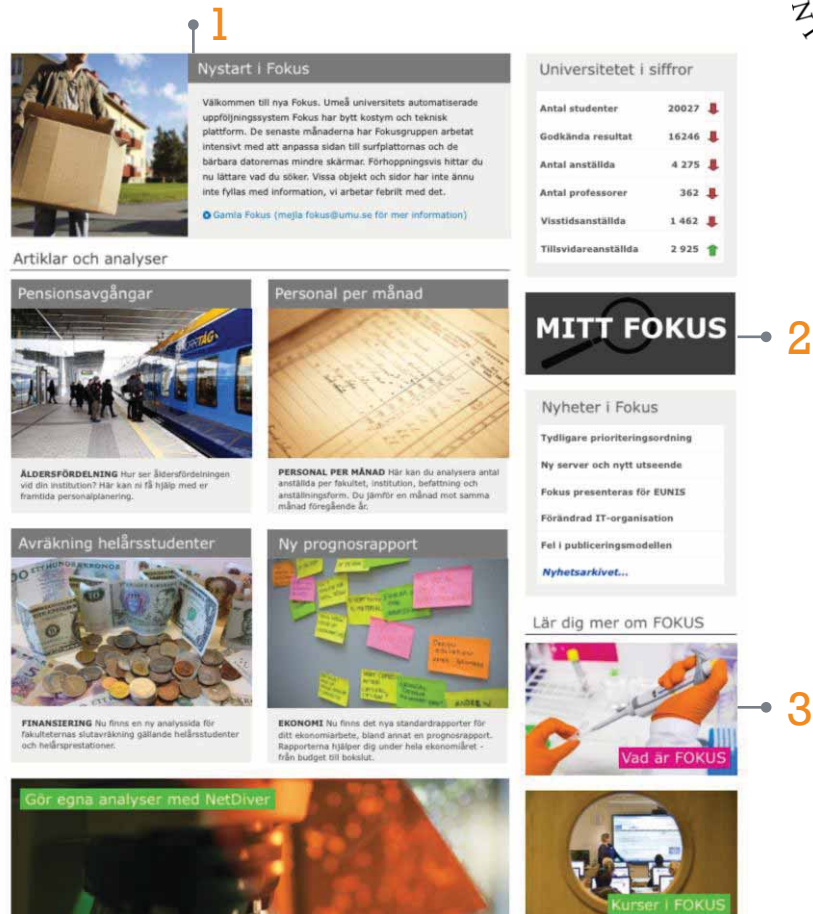 1
Nystart i Fokus
Välkommen till nya Fokus. Umeå universitets automatiserade
uppföljningssystem Fokus har bytt kostym och teknisk
plattform. De senaste månaderna har Fokusgruppen arbetat
intensivt med att anpassa sidan till surfplattornas och de
bärbara datorernas mindre skärmar. Förhoppningsvis hittar du
nu lättare vad du söker. Vissa objekt och sidor har inte ännu
inte fyllas med information, vi arbetar febrilt med det.
Gamla Fokus (mejla fokus@umu.se för mer information)
Universitetet i siffror
Antal studenter 20027
Godkända resultat 16246
Antal anställda 4 275
Antal professorer 362
Visstidsanställda 1 462
Tillsvidareanställda 2 925
Artiklar och analyser
Pensionsavgångar
ÅLDERSFÖRDELNING Hur ser åldersfördelningen
vid din institution? Här kan ni få hjälp med er
framtida personalplanering.
Personal per månad
PERSONAL PER MÅNAD Här kan du analysera antal
anställda per fakultet, institution, befattning och
anställningsform. Du jämför en månad mot samma
månad föregående år.
MITT FOKUS
2
Nyheter i Fokus
Tydligare prioriteringsordning
Ny server och nytt utseende
Fokus presenteras för EUNIS
Förändrad IT-organisation
Fel i publiceringsmodellen
Nyhetsarkivet...
Avräkning helårsstudenter
FINANSIERING Nu finns en ny analyssida för
fakulteternas slutavräkning gällande helårsstudenter
och helårsprestationer.
Ny prognosrapport
EKONOMI Nu finns det nya standardrapporter för
ditt ekonomiarbete, bland annat en prognosrapport.
Rapporterna hjälper dig under hela ekonomiåret -
från budget till bokslut.
Lär dig mer om FOKUS
3
Vad är FOKUS
Gör egna analyser med NetDiver
Kurser i FOKUS